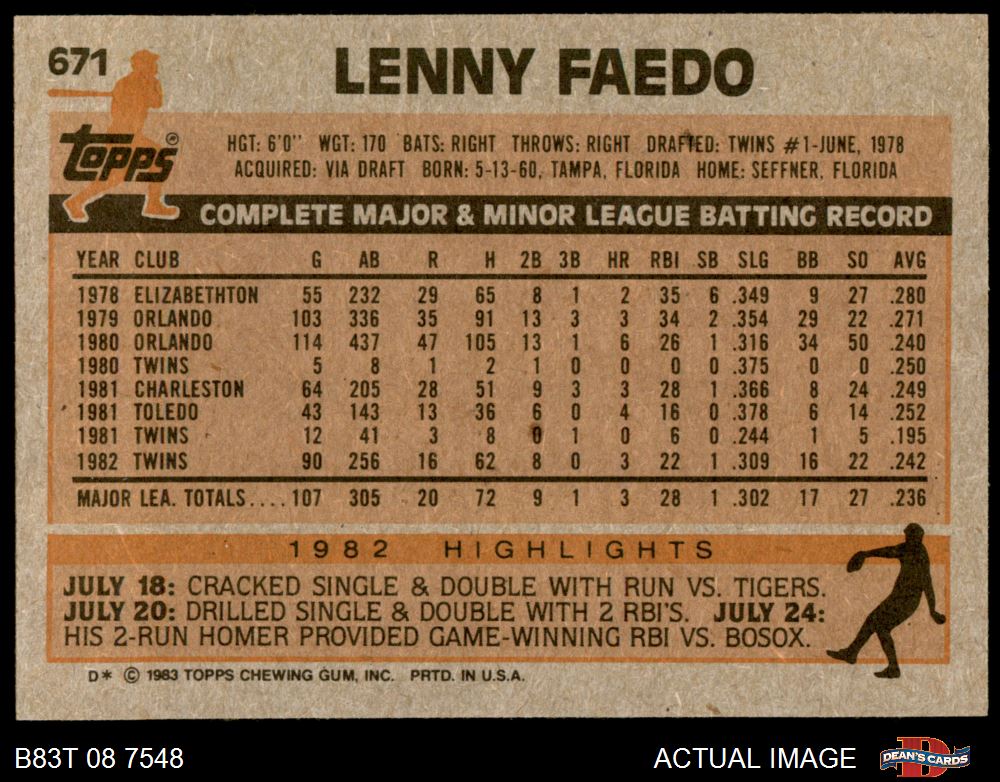 671
LENNY FAEDO
Topps®
HGT: 6'0" WGT: 170 BATS: RIGHT THROWS: RIGHT DRAFTED: TWINS #1-JUNE, 1978
ACQUIRED: VIA DRAFT BORN: 5-13-60, TAMPA, FLORIDA HOME: SEFFNER, FLORIDA
COMPLETE MAJOR & MINOR LEAGUE BATTING RECORD
YEAR CLUB G AB R H 2B 3B HR RBI SB SLG BB SO AVG
1978 ELIZABETHTON 55 232 29 65 8 1 2 35 6 .349 9 27 .280
1979 ORLANDO 103 336 35 91 13 3 3 34 2 .354 29 22 .271
1980 ORLANDO 114 437 47 105 13 1 6 26 1 .316 34 50 .240
1980 TWINS 5 8 1 2 1 0 0 0 0 .375 0 0 .250
1981 CHARLESTON 64 205 28 51 9 3 3 28 1 .366 8 24 .249
1981 TOLEDO 43 143 13 36 6 0 4 16 0 .378 6 14 .252
1981 TWINS 12 41 3 8 0 1 0 6 0 .244 1 5 .195
1982 TWINS 90 256 16 62 8 0 3 22 1 .309 16 22 .242
MAJOR LEA. TOTALS.... 107 305 20 72 9 1 3 28 1 .302 17 27 .236
1982 HIGHLIGHTS
JULY 18: CRACKED SINGLE & DOUBLE WITH RUN VS. TIGERS.
JULY 20: DRILLED SINGLE & DOUBLE WITH 2 RBI'S. JULY 24:
HIS 2-RUN HOMER PROVIDED GAME-WINNING RBI VS. BOSOX.
D* © 1983 TOPPS CHEWING GUM, INC. PRTD. IN U.S.A.
B83T 08 7548 ACTUAL IMAGE DEAN'S CARDS